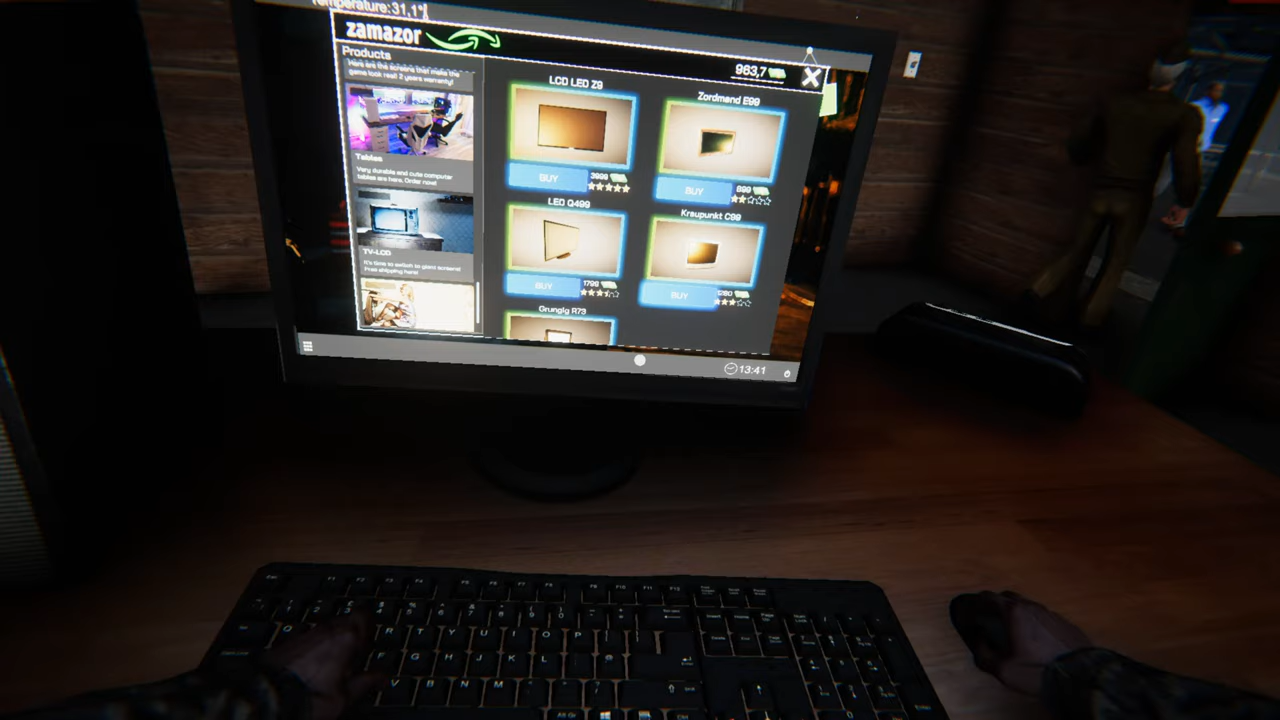 Temperature:31,1°
zamazor
963,7
Products
Here are the screens that make the
game look real! 2 years warranty!
Tables
Very durable and cute computer
tables are here. Order now!
TV-LCD
It's time to switch to giant screens!
Free shipping here!
LCD LED Z9
BUY
3999
Zordmend E99
BUY
899
LED Q499
BUY
1799
Kraupunkt C99
BUY
1280
Grungig R73
13:41